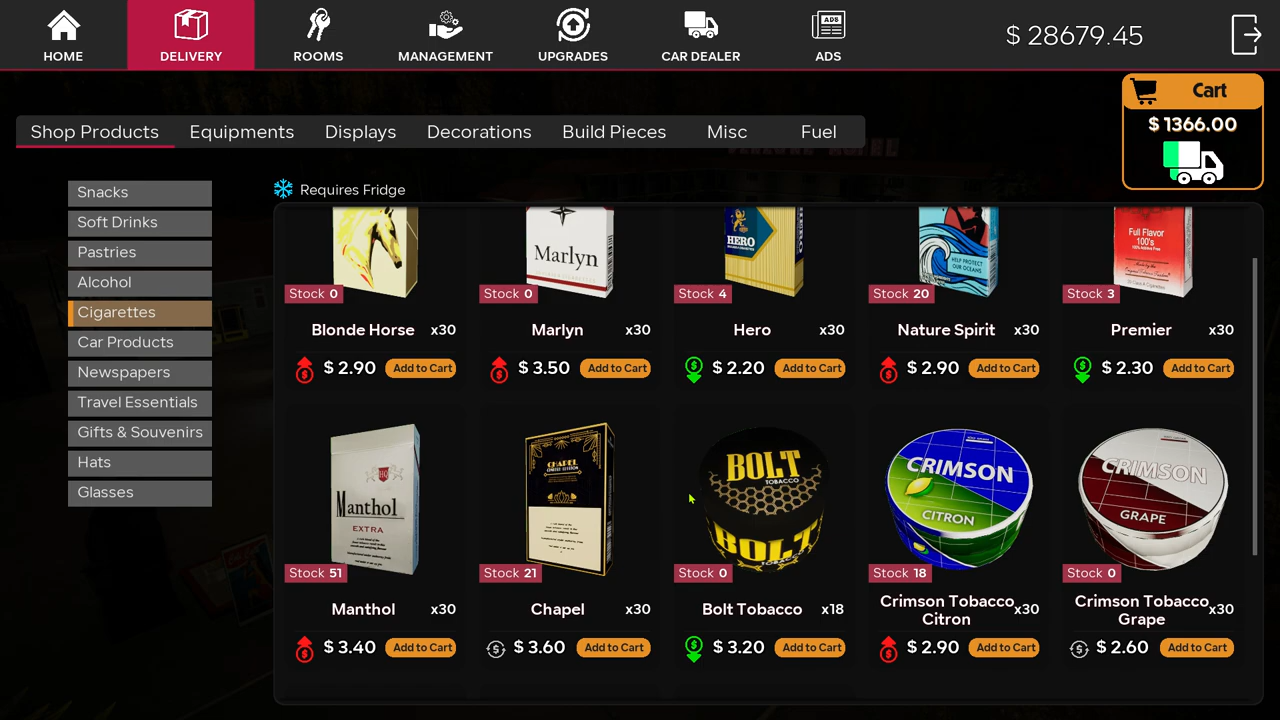 HOME
DELIVERY
ROOMS
MANAGEMENT
UPGRADES
CAR DEALER
ADS
ADS
$ 28679.45
Cart
$ 1366.00
Shop Products
Equipments
Displays
Decorations
Build Pieces
Misc
Fuel
Requires Fridge
Snacks
Soft Drinks
Pastries
Alcohol
Cigarettes
Car Products
Newspapers
Travel Essentials
Gifts & Souvenirs
Hats
Glasses
Marlyn
HERO
HELP PROTECT
OUR OCEANS
Full Flavor
100's
Stock 0
Stock 0
Stock 4
Stock 20
Stock 3
Blonde Horse x30
Marlyn x30
Hero x30
Nature Spirit x30
Premier x30
$ 2.90 Add to Cart
$ 3.50 Add to Cart
$ 2.20 Add to Cart
$ 2.90 Add to Cart
$ 2.30 Add to Cart
Manthol
EXTRA
CHAPEL
BOLT
TOBACCO
BOLT
CRIMSON
CITRON
CRIMSON
GRAPE
Stock 51
Stock 21
Stock 0
Stock 18
Stock 0
Manthol x30
Chapel x30
Bolt Tobacco x18
Crimson Tobacco x30
Citron
Crimson Tobacco x30
Grape
$ 3.40 Add to Cart
$ 3.60 Add to Cart
$ 3.20 Add to Cart
$ 2.90 Add to Cart
$ 2.60 Add to Cart